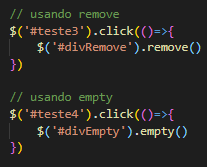 // usando remove
$('#teste3').click(()=>{
    $('#divRemove').remove()
})

// usando empty
$('#teste4').click(()=>{
    $('#divEmpty').empty()
})